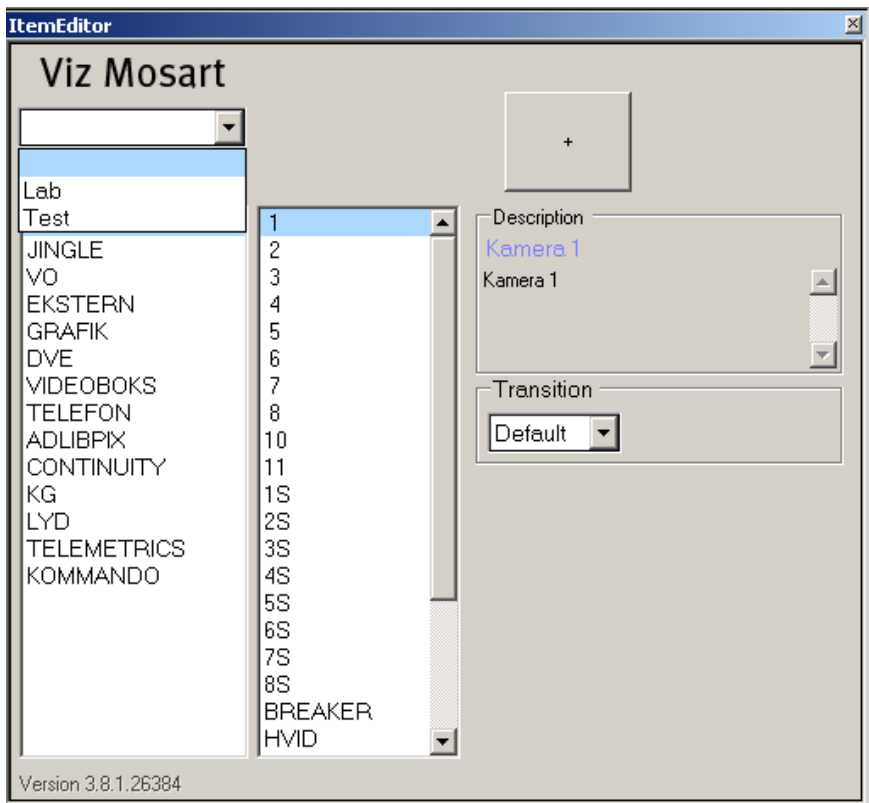 ItemEditor
Viz Mosart
+
Lab
Test
JINGLE
VO
EKSTERN
GRAFIK
DVE
VIDEOBOKS
TELEFON
ADLIBPIX
CONTINUITY
KG
LYD
TELEMETRICS
KOMMANDO
1
2
3
4
5
6
7
8
10
11
1S
2S
3S
4S
5S
6S
7S
8S
BREAKER
HVID
Description
Kamera 1
Kamera 1
Transition
Default
Version 3.8.1.26384